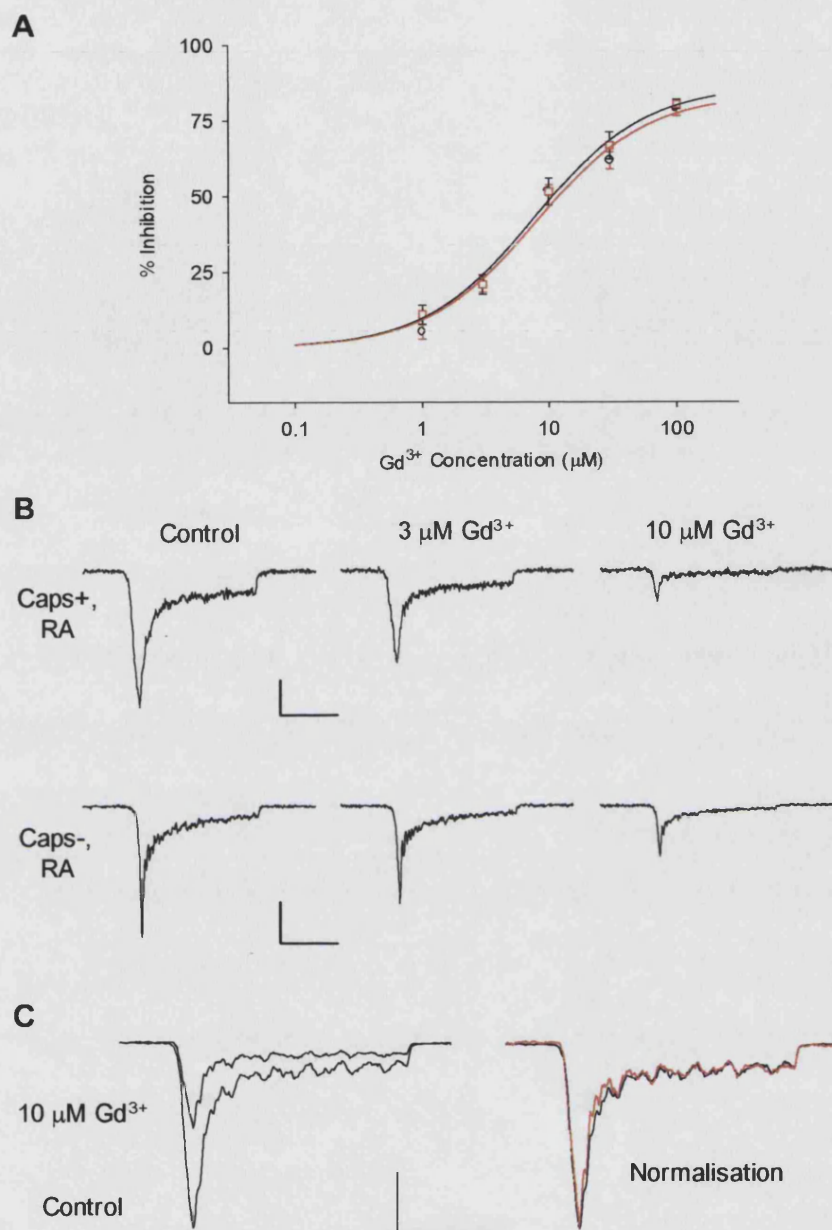 A
100
75
50
25
0
% Inhibition
0.1 1 10 100
Gd³⁺ Concentration (µM)
B
Control 3 µM Gd³⁺ 10 µM Gd³⁺
Caps+,
RA
Caps-,
RA
C
10 µM Gd³⁺
Control
Normalisation